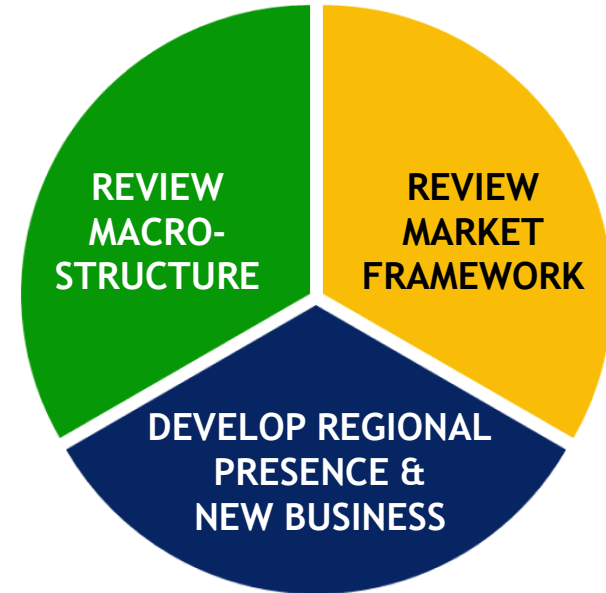 REVIEW
MACRO-
STRUCTURE
REVIEW
MARKET
FRAMEWORK
DEVELOP REGIONAL
PRESENCE &
NEW BUSINESS